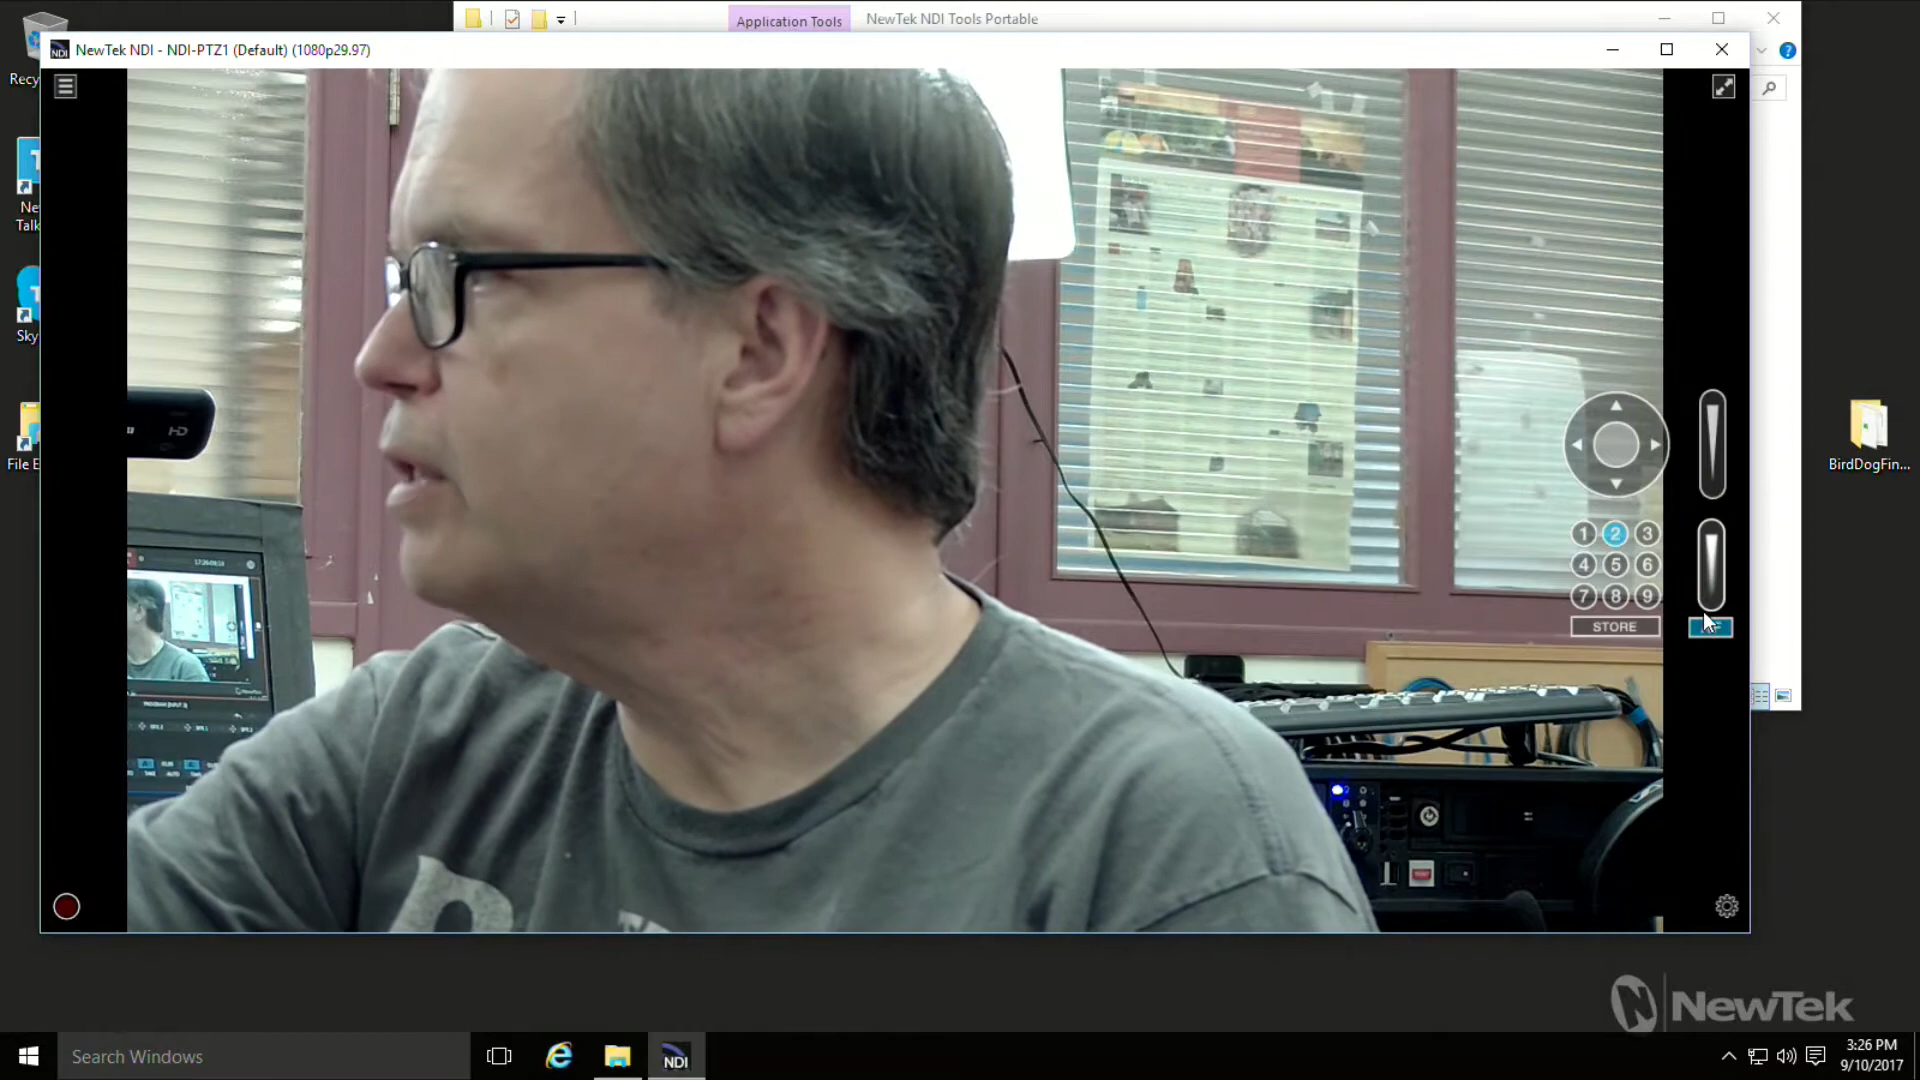 Application Tools
NewTek NDI Tools Portable
NewTek NDI - NDI-PTZ1 (Default) (1080p29.97)
Recy
Ne
Talk
Sky
File E
BirdDogFin...
HD
1 2 3
4 5 6
7 8 9
STORE
NewTek
Search Windows
NDI
3:26 PM
9/10/2017